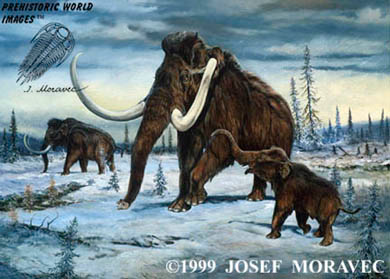 PREHISTORIC WORLD
IMAGES™
J. Moravec
©1999 JOSEF MORAVEC